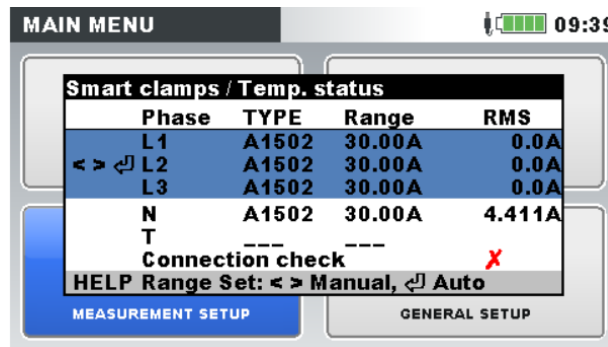 MAIN MENU 09:39
Smart clamps / Temp. status
Phase TYPE Range RMS
L1 A1502 30.00A 0.0A
< > ⏎ L2 A1502 30.00A 0.0A
L3 A1502 30.00A 0.0A
N A1502 30.00A 4.411A
T ___ ___
Connection check ✗
HELP Range Set: < > Manual, ⏎ Auto
MEASUREMENT SETUP GENERAL SETUP